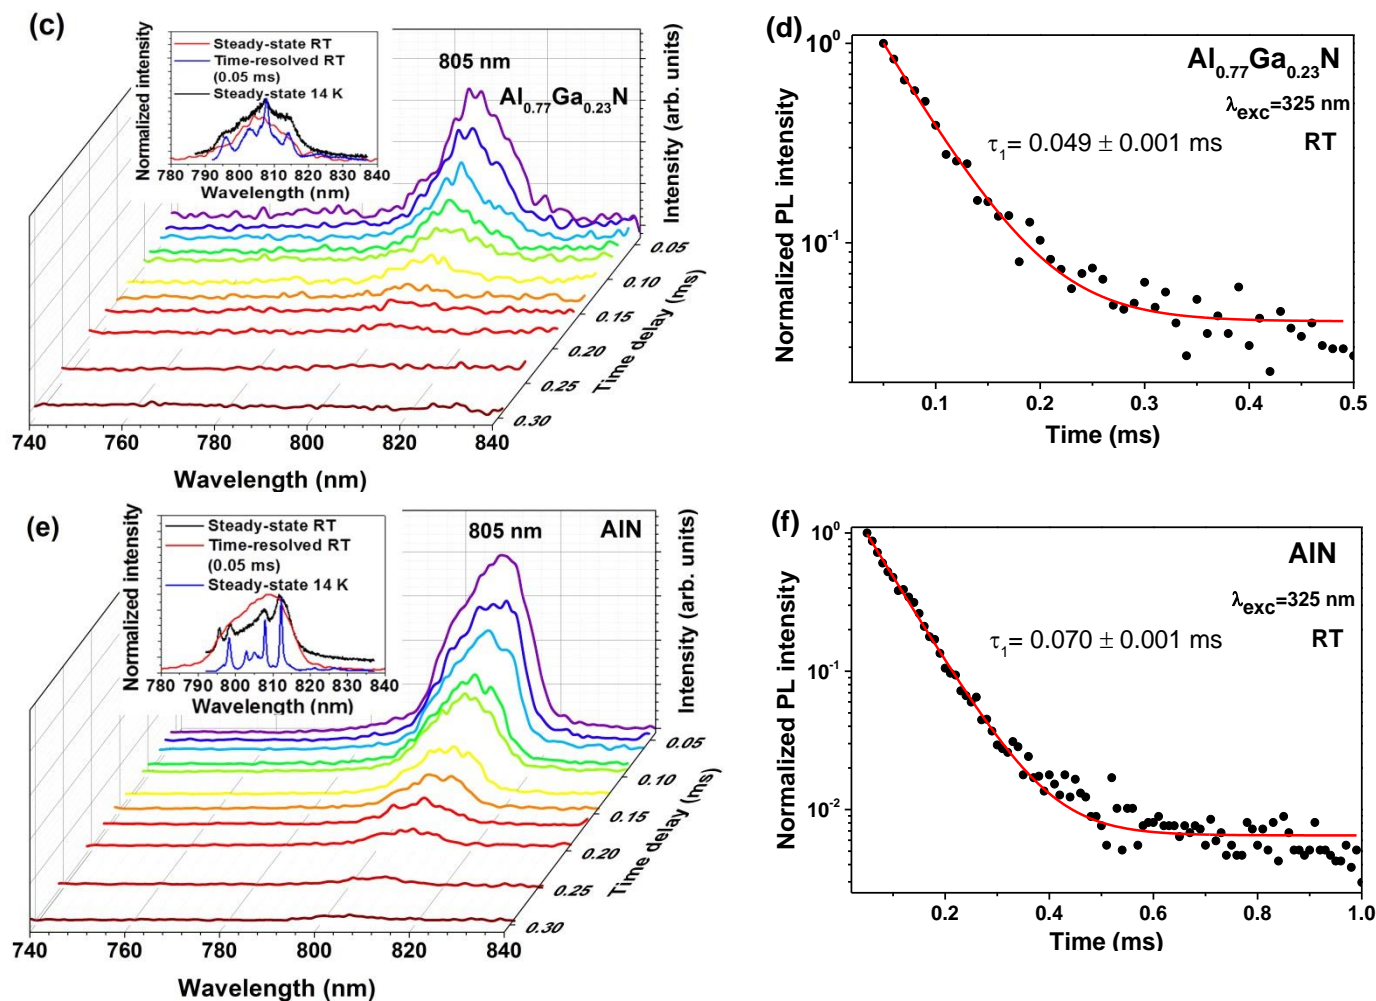 (c)
Normalized intensity
Steady-state RT
Time-resolved RT
(0.05 ms)
Steady-state 14 K
780 790 800 810 820 830 840
Wavelength (nm)
805 nm
Al0.77Ga0.23N
Intensity (arb. units)
0.05
0.10
0.15
0.20
0.25
0.30
Time delay (ms)
740 760 780 800 820 840
Wavelength (nm)
(d)
10^0
10^-1
Normalized PL intensity
Al0.77Ga0.23N
λexc=325 nm
RT
τ1= 0.049 ± 0.001 ms
0.1 0.2 0.3 0.4 0.5
Time (ms)
(e)
Normalized intensity
Steady-state RT
Time-resolved RT
(0.05 ms)
Steady-state 14 K
780 790 800 810 820 830 840
Wavelength (nm)
805 nm
AlN
Intensity (arb. units)
0.05
0.10
0.15
0.20
0.25
0.30
Time delay (ms)
740 760 780 800 820 840
Wavelength (nm)
(f)
10^0
10^-1
10^-2
Normalized PL intensity
AlN
λexc=325 nm
RT
τ1= 0.070 ± 0.001 ms
0.2 0.4 0.6 0.8 1.0
Time (ms)